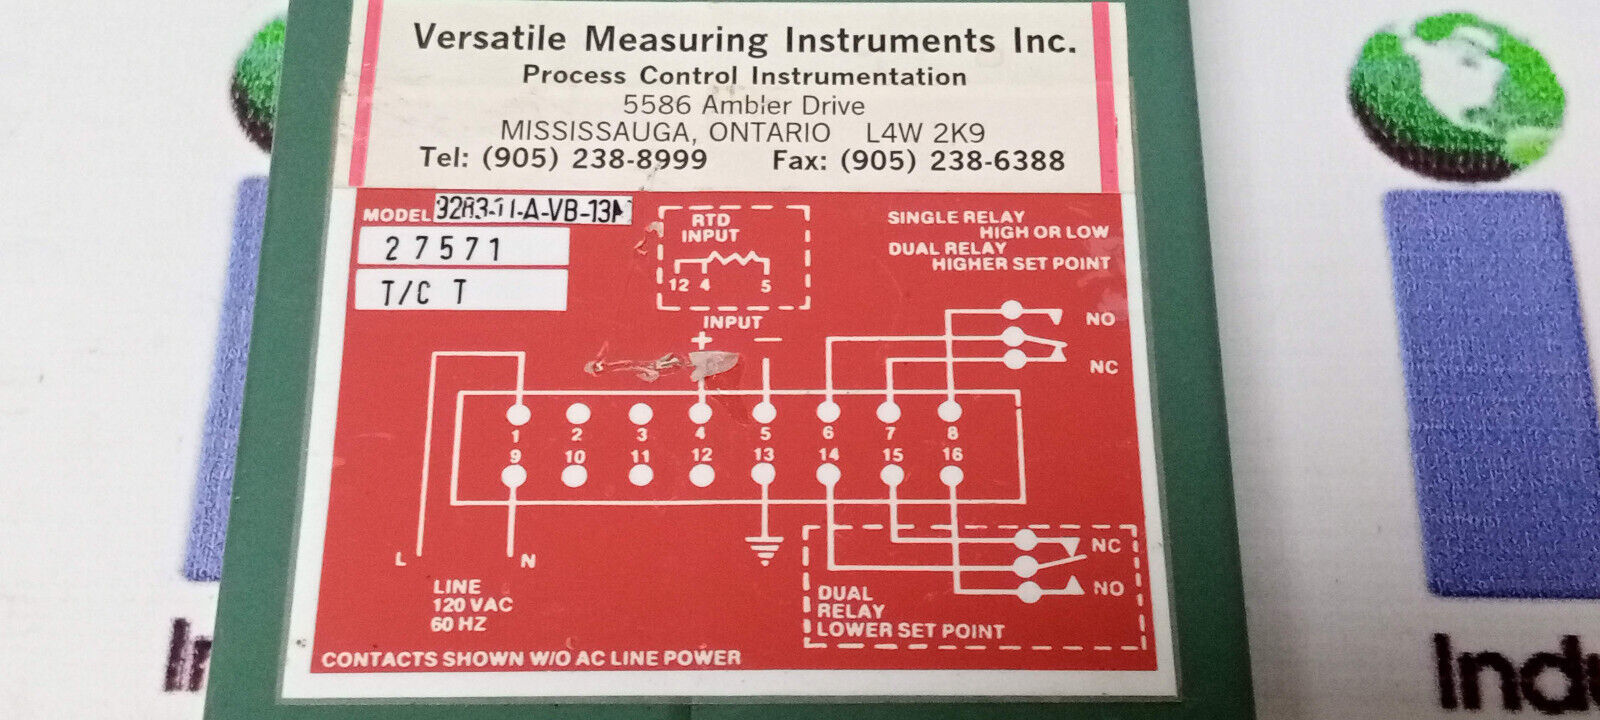 Versatile Measuring Instruments Inc.
Process Control Instrumentation
5586 Ambler Drive
MISSISSAUGA, ONTARIO L4W 2K9
Tel: (905) 238-8999 Fax: (905) 238-6388
MODEL
27571
T/C T
RTD
INPUT
12 4 5
SINGLE RELAY
HIGH OR LOW
DUAL RELAY
HIGHER SET POINT
INPUT
+ −
NO
NC
1 2 3 4 5 6 7 8
9 10 11 12 13 14 15 16
L N
LINE
120 VAC
60 HZ
NC
NO
DUAL
RELAY
LOWER SET POINT
CONTACTS SHOWN W/O AC LINE POWER